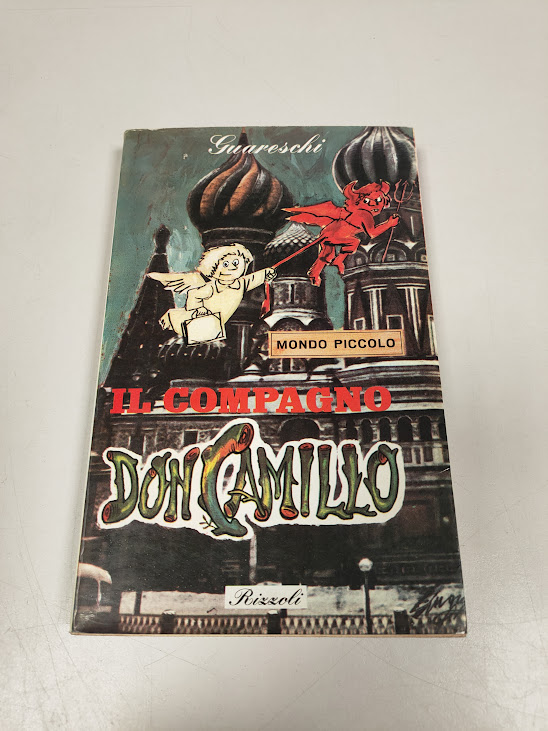 Guareschi
MONDO PICCOLO
IL COMPAGNO
DON CAMILLO
Rizzoli